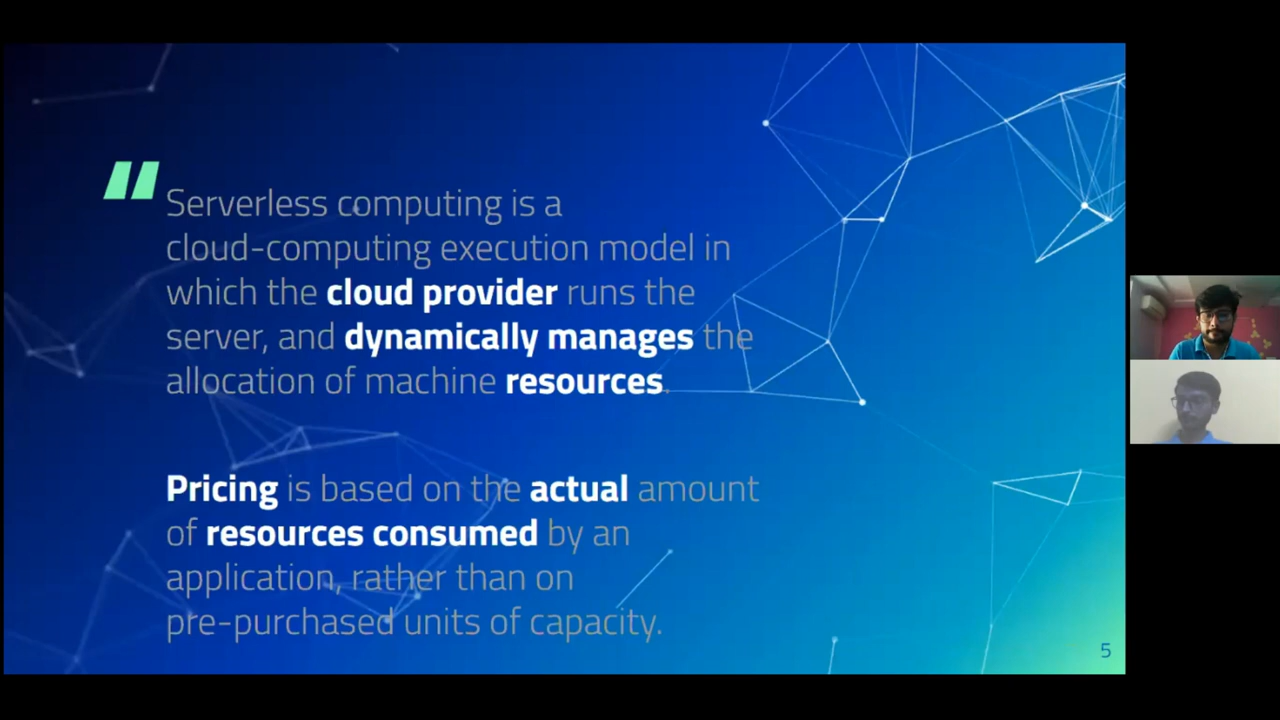 “
Serverless computing is a
cloud-computing execution model in
which the cloud provider runs the
server, and dynamically manages the
allocation of machine resources.
Pricing is based on the actual amount
of resources consumed by an
application, rather than on
pre-purchased units of capacity.
5